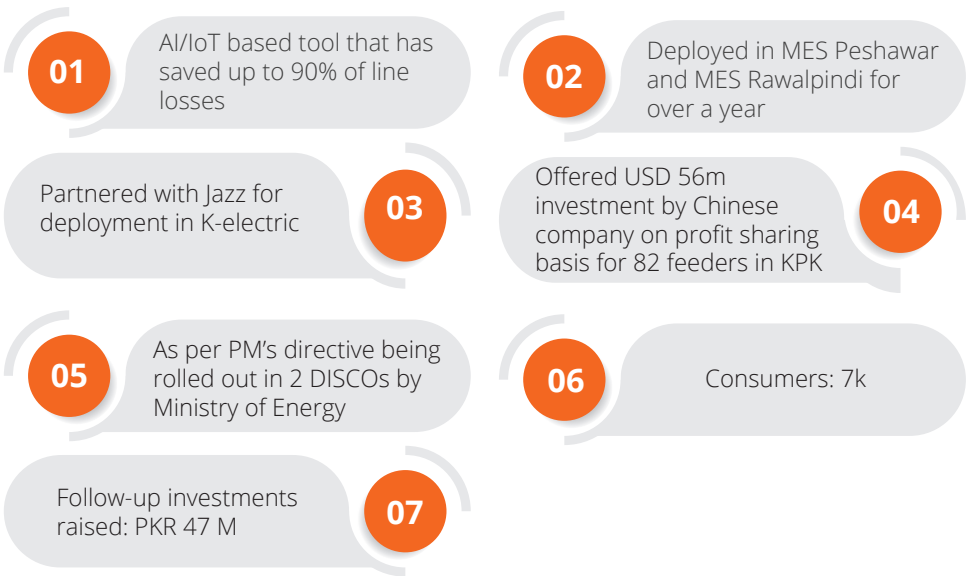 01
AI/IoT based tool that has
saved up to 90% of line
losses
02
Deployed in MES Peshawar
and MES Rawalpindi for
over a year
Partnered with Jazz for
deployment in K-electric
03
Offered USD 56m
investment by Chinese
company on profit sharing
basis for 82 feeders in KPK
04
05
As per PM’s directive being
rolled out in 2 DISCOs by
Ministry of Energy
06
Consumers: 7k
Follow-up investments
raised: PKR 47 M
07